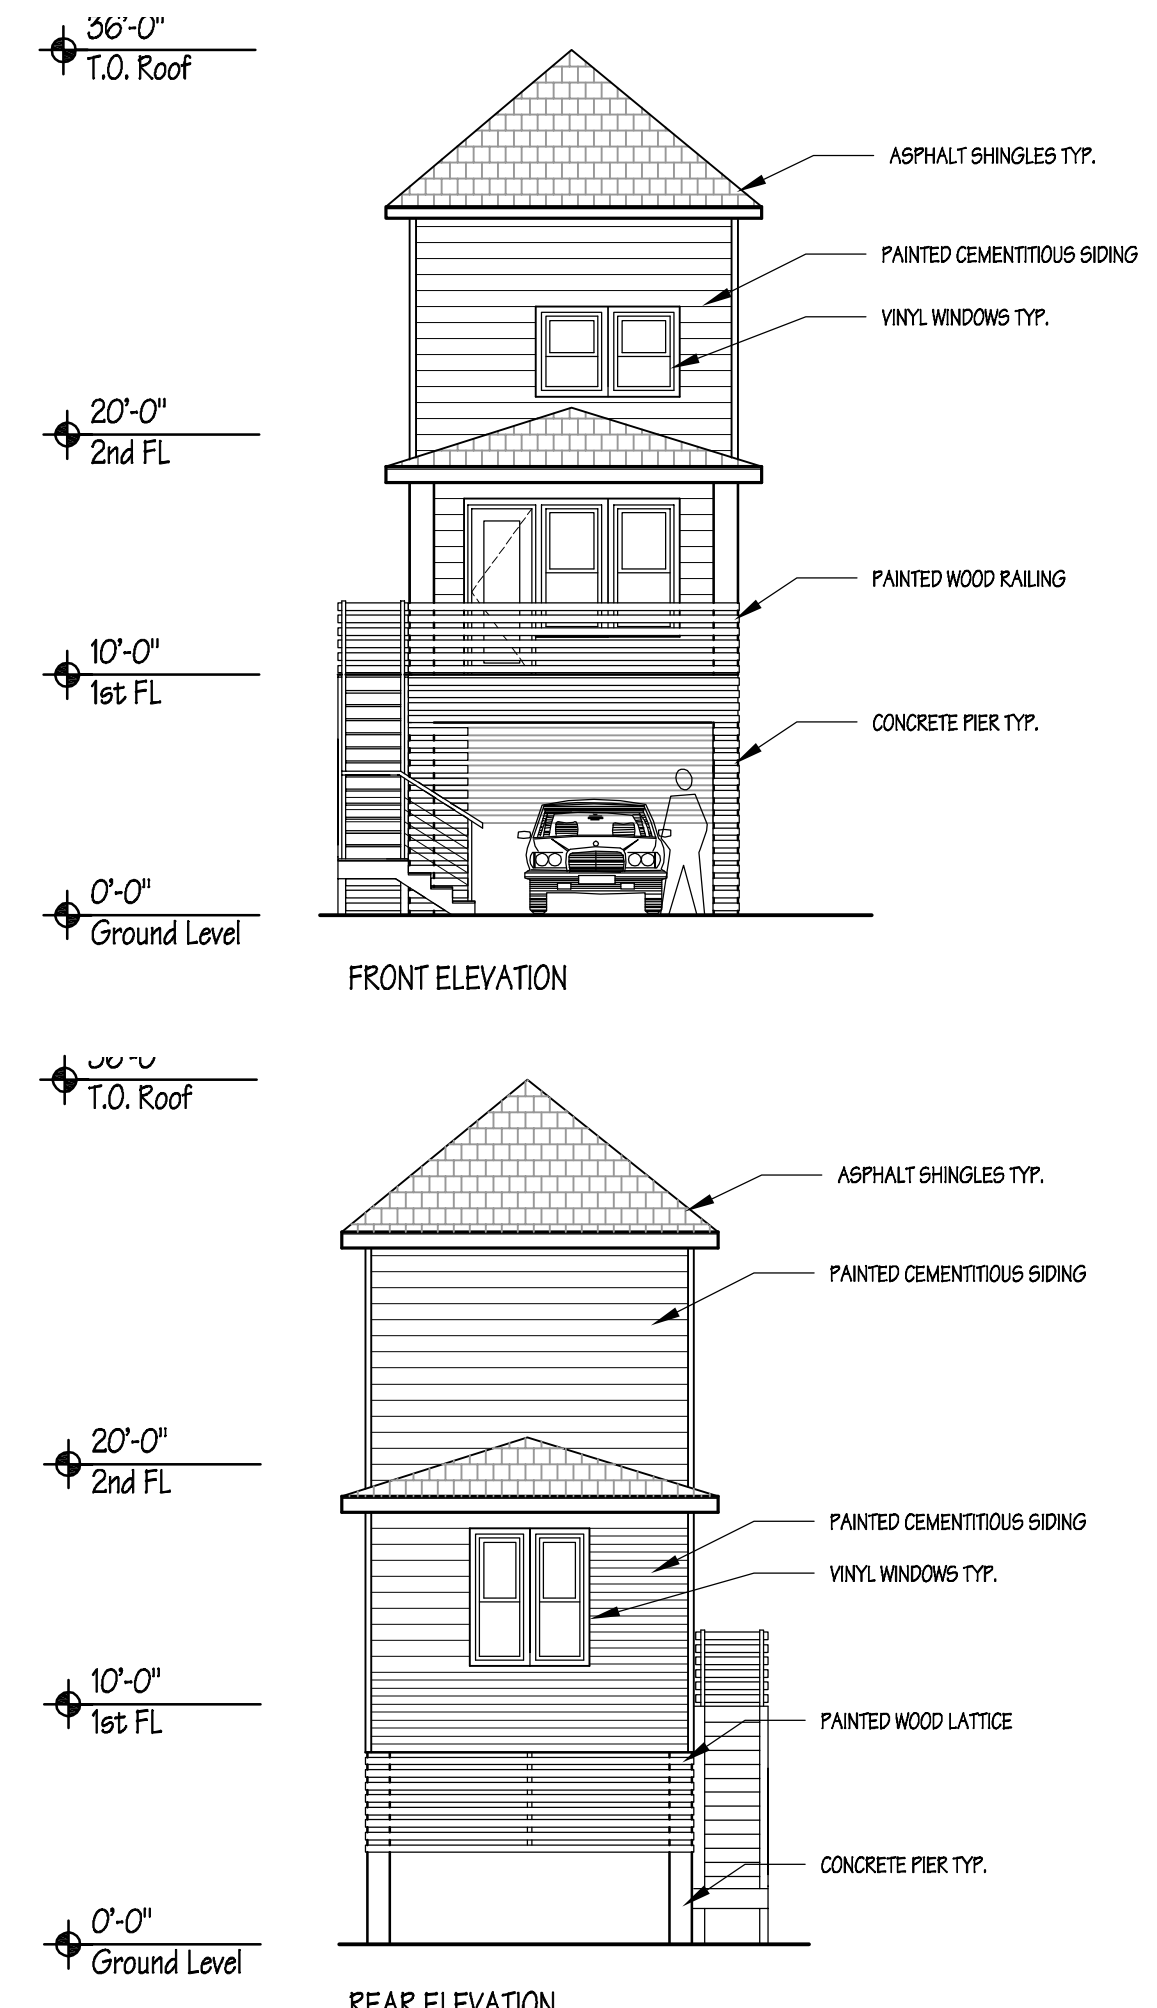 36'-0"
T.O. Roof
ASPHALT SHINGLES TYP.
PAINTED CEMENTITIOUS SIDING
VINYL WINDOWS TYP.
20'-0"
2nd FL
PAINTED WOOD RAILING
10'-0"
1st FL
CONCRETE PIER TYP.
0'-0"
Ground Level
FRONT ELEVATION
T.O. Roof
ASPHALT SHINGLES TYP.
PAINTED CEMENTITIOUS SIDING
20'-0"
2nd FL
PAINTED CEMENTITIOUS SIDING
VINYL WINDOWS TYP.
10'-0"
1st FL
PAINTED WOOD LATTICE
CONCRETE PIER TYP.
0'-0"
Ground Level
REAR ELEVATION